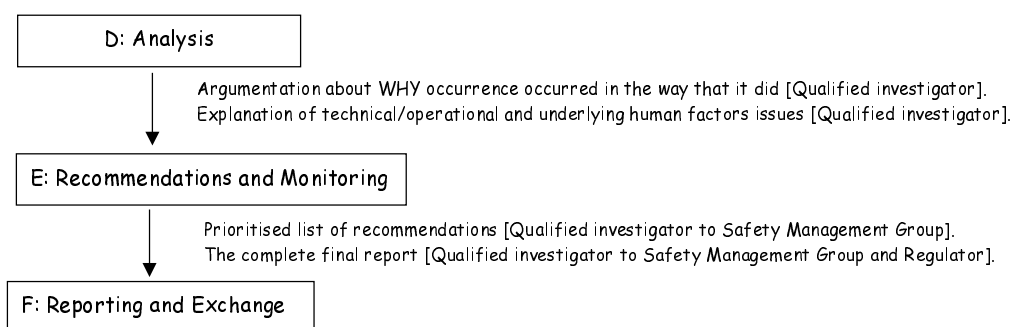 D: Analysis
Argumentation about WHY occurrence occurred in the way that it did [Qualified investigator].
Explanation of technical/operational and underlying human factors issues [Qualified investigator].
E: Recommendations and Monitoring
Prioritised list of recommendations [Qualified investigator to Safety Management Group].
The complete final report [Qualified investigator to Safety Management Group and Regulator].
F: Reporting and Exchange